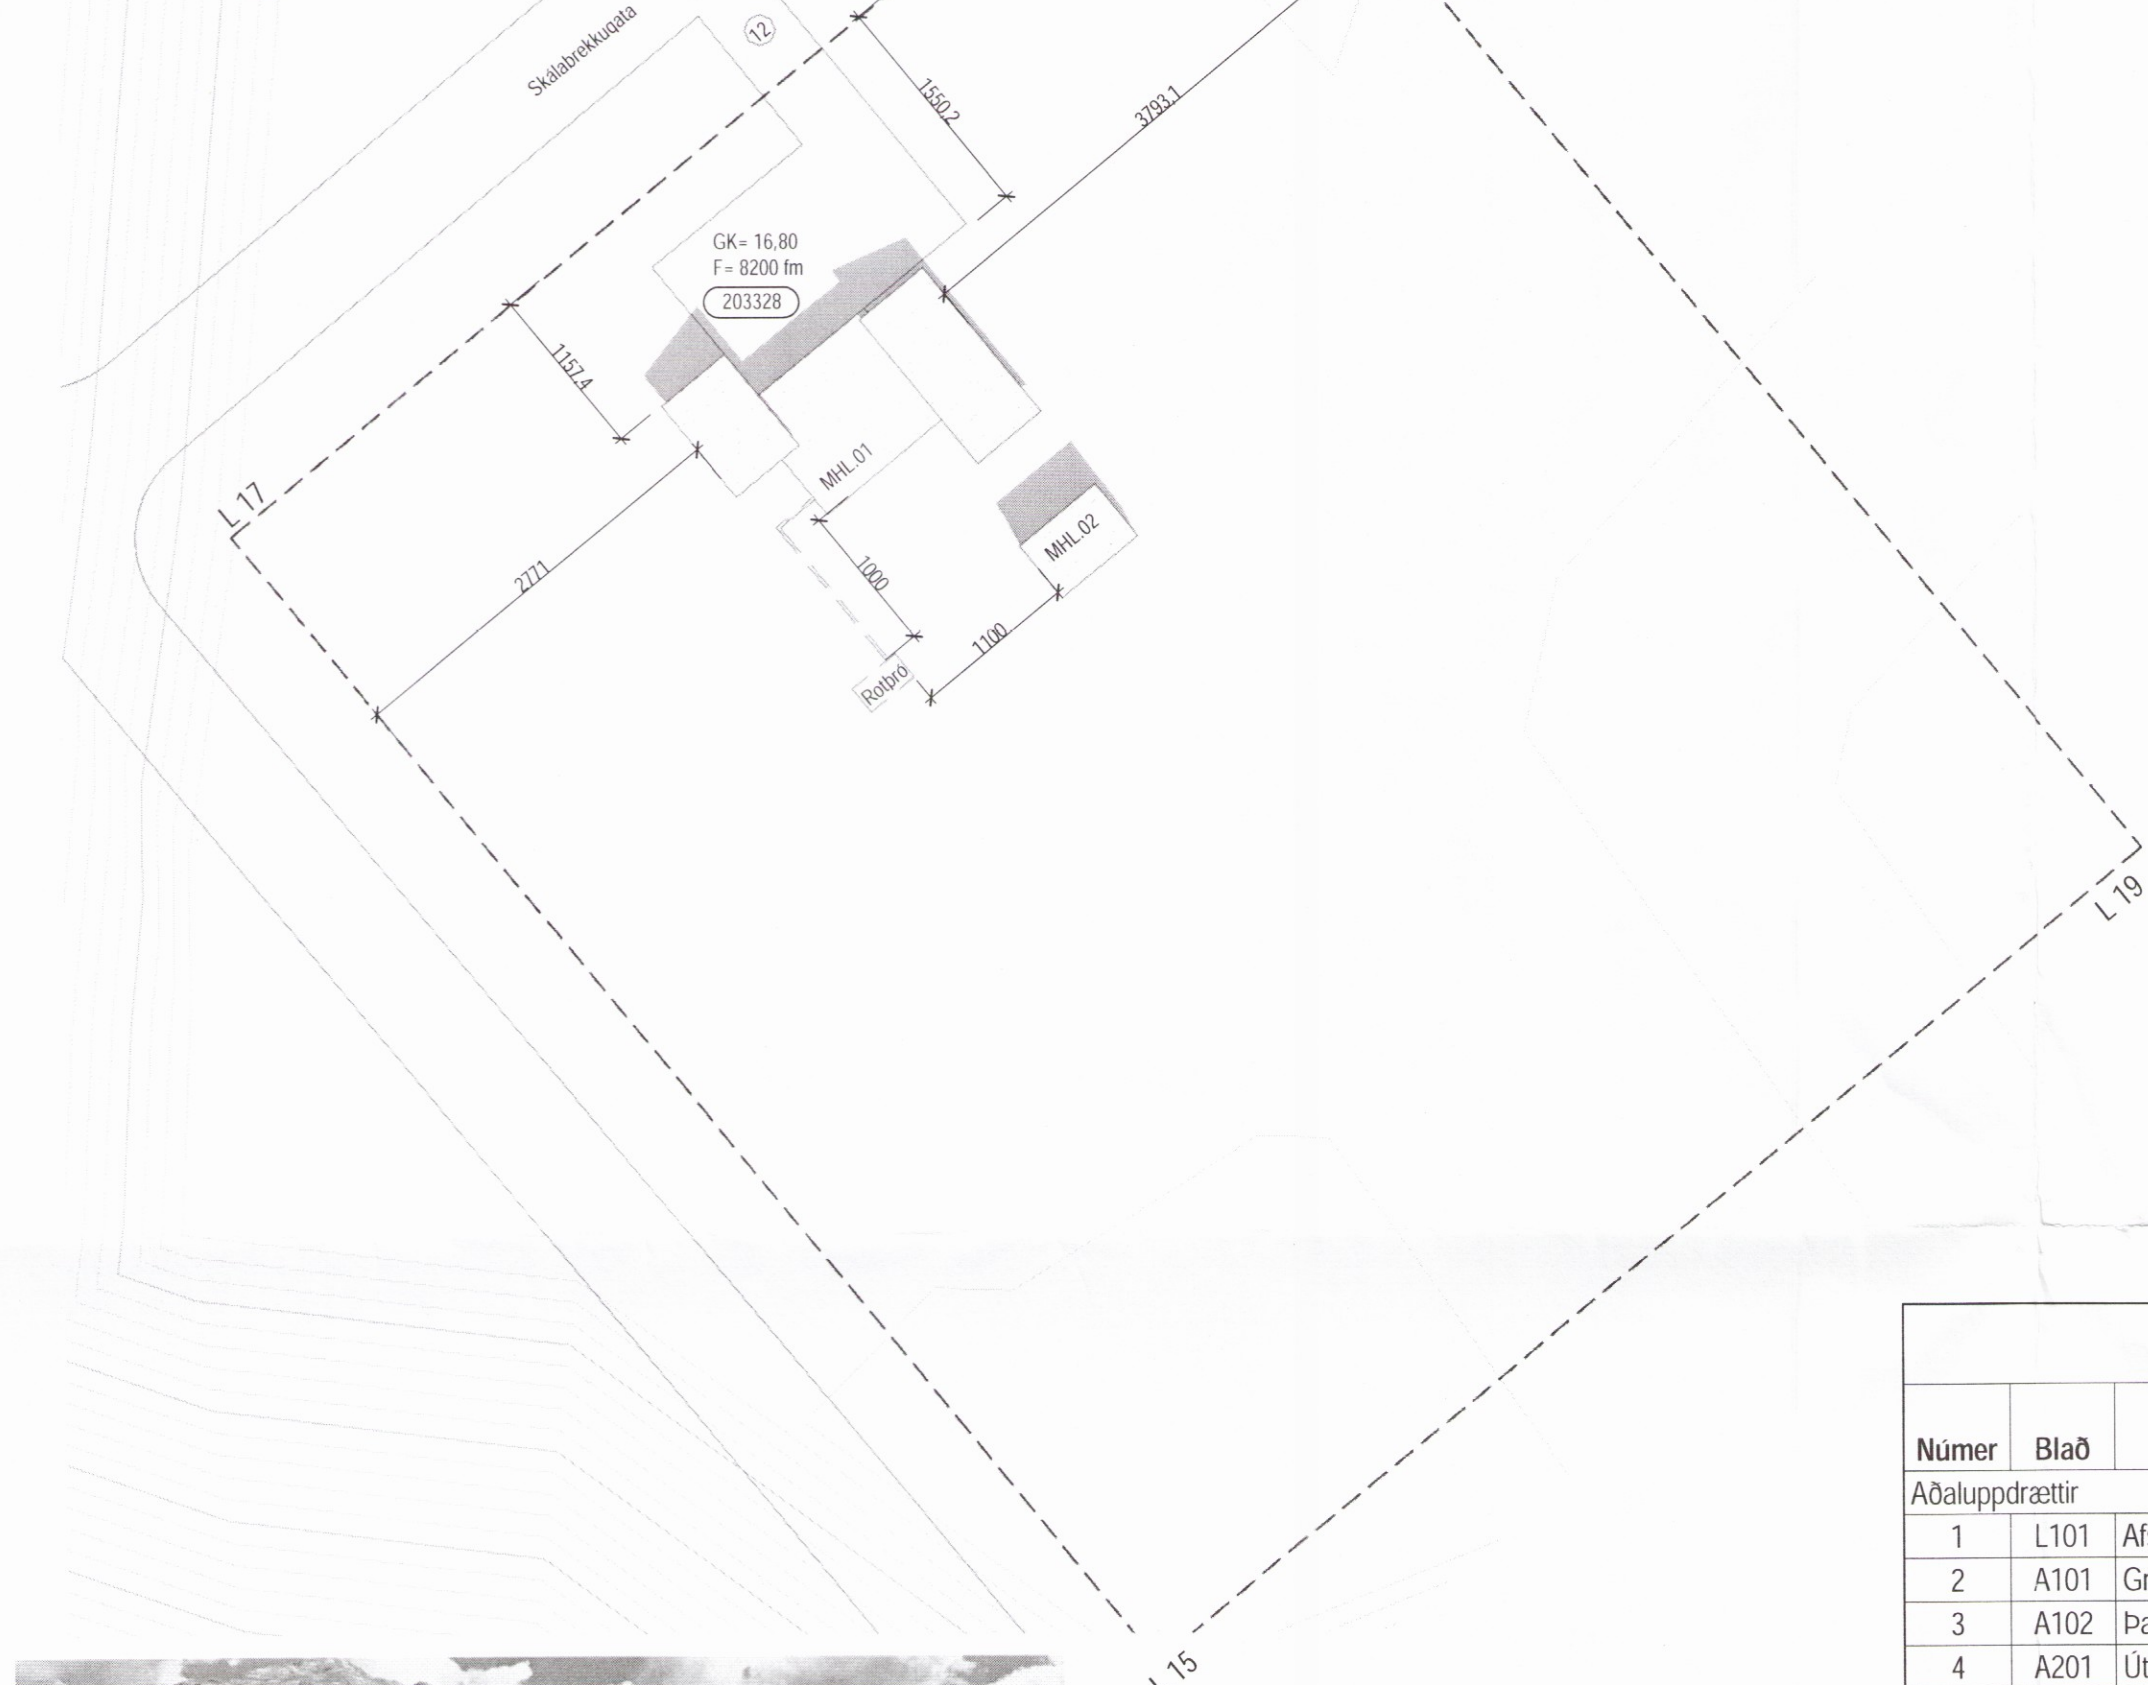 Skálabrekkugata
12
1550,2
3793,1
GK= 16,80
F= 8200 fm
203328
1157,4
MHL.01
L 17
MHL.02
2771
1000
1100
Rotþró
L 19
Númer Blað
Aðaluppdrættir
1 L101
2 A101
3 A102
4 A201
15